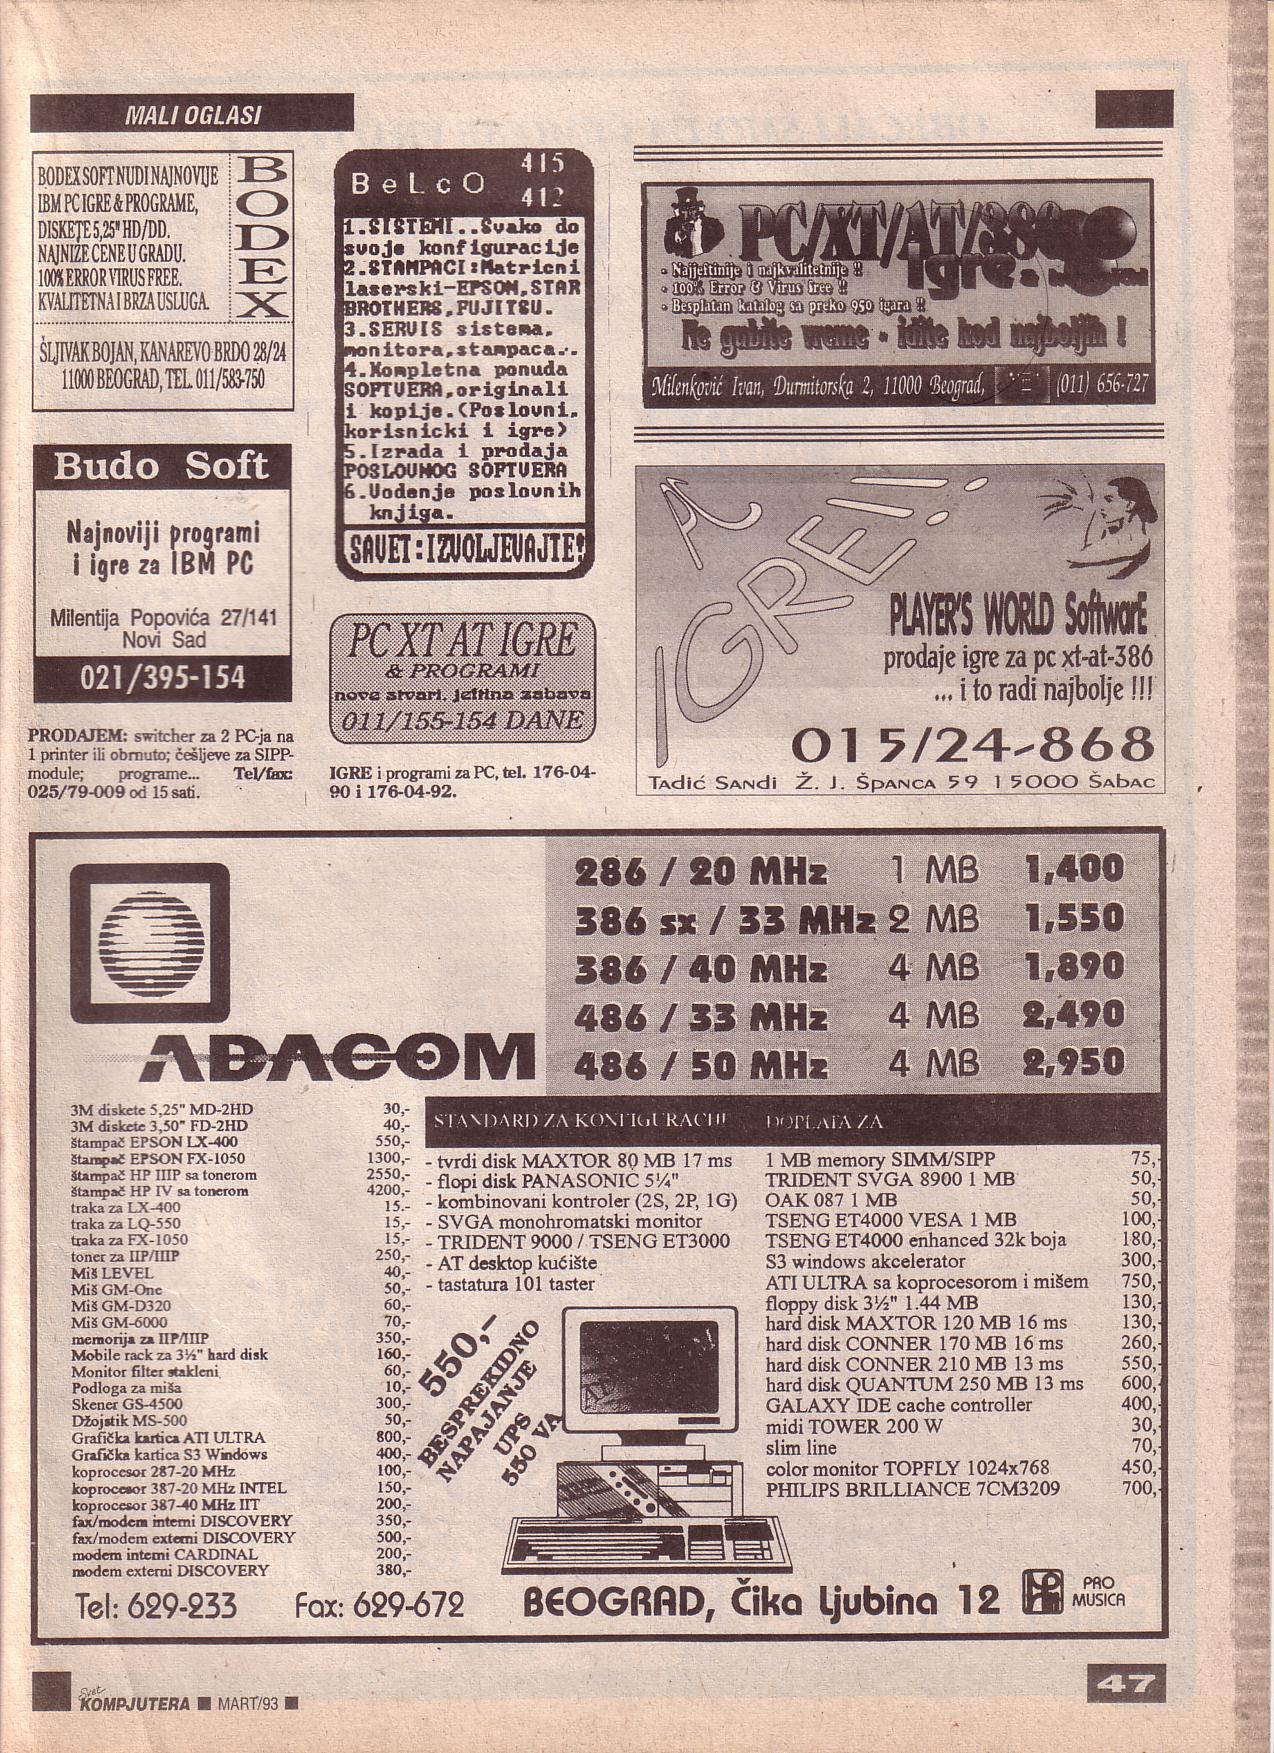 MALI OGLASI
BODEX SOFT NUDI NAJNOVIJE
IBM PC IGRE & PROGRAME,
DISKETE 5,25" HD/DD.
NAJNIŽE CENE U GRADU.
100% ERROR VIRUS FREE.
KVALITETNA I BRZA USLUGA.
BODEX
ŠLJIVAK BOJAN, KANAREVO BRDO 28/24
11000 BEOGRAD, TEL. 011/583-750
Budo Soft
Najnoviji programi
i igre za IBM PC
Milentija Popovića 27/141
Novi Sad
021/395-154
PRODAJEM: switcher za 2 PC-ja na
1 printer ili obrnuto; češljeve za SIPP-
module; programe... Tel/fax:
025/79-009 od 15 sati.
BeLcO 415
412
1.SISTEMI..Svako do
svoje konfiguracije
2.STAMPACI:Matricni
laserski-EPSON,STAR
BROTHERS,FUJITSU.
3.SERVIS sistema,
monitora,stampaca..
4.Kompletna ponuda
SOFTVERA,originali
i kopije.(Poslovni,
korisnicki i igre)
5.Izrada i prodaja
POSLOVNOG SOFTVERA
6.Vodenje poslovnih
knjiga.
SAVET:IZVOLJEVAJTE!
PC XT AT IGRE
& PROGRAMI
nove stvari, jeftina zabava
011/155-154 DANE
IGRE i programi za PC, tel. 176-04-
90 i 176-04-92.
PC/XT/AT/386
Igre
- Najjeftinije i najkvalitetnije !!
- 100% Error & Virus free !!
- Besplatan katalog sa preko 950 igara !!
Ne gubite vreme - idite kod najboljih !
Milenković Ivan, Durmitorska 2, 11000 Beograd, (011) 656-727
PC
IGRE!!
PLAYER'S WORLD SoftwarE
prodaje igre za pc xt-at-386
... i to radi najbolje !!!
015/24-868
Tadić Sandi Ž. J. Španca 59 15000 Šabac
ADACOM
286 / 20 MHz 1 MB 1,400
386 sx / 33 MHz 2 MB 1,550
386 / 40 MHz 4 MB 1,890
486 / 33 MHz 4 MB 2,490
486 / 50 MHz 4 MB 2,950
3M diskete 5,25" MD-2HD 30,-
3M diskete 3,50" FD-2HD 40,-
štampač EPSON LX-400 550,-
štampač EPSON FX-1050 1300,-
štampač HP IIIP sa tonerom 2550,-
štampač HP IV sa tonerom 4200,-
traka za LX-400 15.-
traka za LQ-550 15,-
traka za FX-1050 15,-
toner za IIP/IIIP 250,-
Miš LEVEL 40,-
Miš GM-One 50,-
Miš GM-D320 60,-
Miš GM-6000 70,-
memorija za IIP/IIIP 350,-
Mobile rack za 3½" hard disk 160,-
Monitor filter stakleni 60,-
Podloga za miša 10,-
Skener GS-4500 300,-
Džojstik MS-500 50,-
Grafička kartica ATI ULTRA 800,-
Grafička kartica S3 Windows 400,-
koprocesor 287-20 MHz 100,-
koprocesor 387-20 MHz INTEL 150,-
koprocesor 387-40 MHz IIT 200,-
fax/modem interni DISCOVERY 350,-
fax/modem externi DISCOVERY 500,-
modem interni CARDINAL 200,-
modem externi DISCOVERY 380,-
STANDARD ZA KONFIGURACIJU
- tvrdi disk MAXTOR 80 MB 17 ms
- flopi disk PANASONIC 5¼"
- kombinovani kontroler (2S, 2P, 1G)
- SVGA monohromatski monitor
- TRIDENT 9000 / TSENG ET3000
- AT desktop kućište
- tastatura 101 taster
550,-
BESPREKIDNO
NAPAJANJE
UPS
550 VA
DOPLATA ZA
1 MB memory SIMM/SIPP 75,-
TRIDENT SVGA 8900 1 MB 50,-
OAK 087 1 MB 50,-
TSENG ET4000 VESA 1 MB 100,-
TSENG ET4000 enhanced 32k boja 180,-
S3 windows akcelerator 300,-
ATI ULTRA sa koprocesorom i mišem 750,-
floppy disk 3½" 1.44 MB 130,-
hard disk MAXTOR 120 MB 16 ms 130,-
hard disk CONNER 170 MB 16 ms 260,-
hard disk CONNER 210 MB 13 ms 550,-
hard disk QUANTUM 250 MB 13 ms 600,-
GALAXY IDE cache controller 400,-
midi TOWER 200 W 30,-
slim line 70,-
color monitor TOPFLY 1024x768 450,-
PHILIPS BRILLIANCE 7CM3209 700,-
Tel: 629-233 Fax: 629-672 BEOGRAD, Čika Ljubina 12 PRO
MUSICA
Svet
KOMPJUTERA MART/93
47